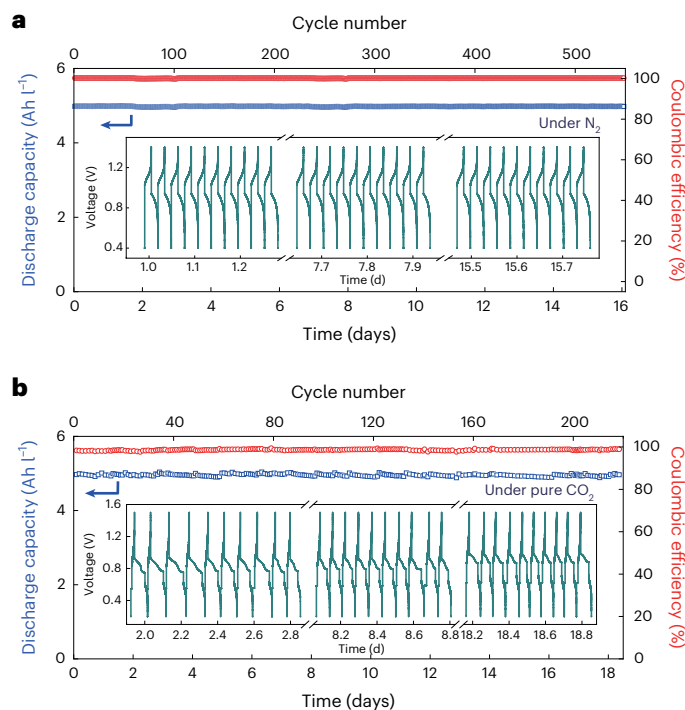 a
Cycle number
0 100 200 300 400 500
6 100
4 80
2 60
0 40
20
0
Discharge capacity (Ah l⁻¹)
Coulombic efficiency (%)
Under N₂
Voltage (V)
1.2
0.8
0.4
1.0 1.1 1.2 7.7 7.8 7.9 15.5 15.6 15.7
Time (d)
0 2 4 6 8 10 12 14 16
Time (days)
b
Cycle number
0 40 80 120 160 200
6 100
4 80
2 60
0 40
20
0
Discharge capacity (Ah l⁻¹)
Coulombic efficiency (%)
Under pure CO₂
Voltage (V)
1.6
1.2
0.8
0.4
2.0 2.2 2.4 2.6 2.8 8.2 8.4 8.6 8.8 18.2 18.4 18.6 18.8
Time (d)
0 2 4 6 8 10 12 14 16 18
Time (days)